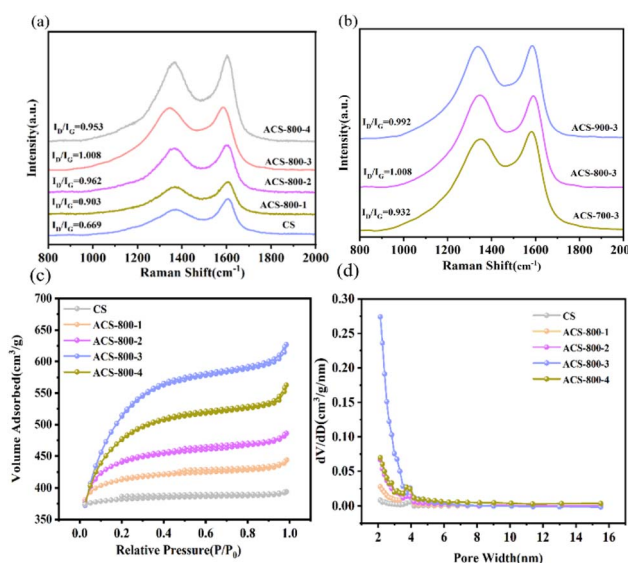 (a)
Intensity(a.u.)
I_D/I_G=0.953
ACS-800-4
I_D/I_G=1.008
ACS-800-3
I_D/I_G=0.962
ACS-800-2
I_D/I_G=0.903
ACS-800-1
I_D/I_G=0.669
CS
800 1000 1200 1400 1600 1800 2000
Raman Shift(cm⁻¹)
(b)
Intensity(a.u.)
I_D/I_G=0.992
ACS-900-3
I_D/I_G=1.008
ACS-800-3
I_D/I_G=0.932
ACS-700-3
800 1000 1200 1400 1600 1800 200
Raman Shift(cm⁻¹)
(c)
Volume Adsorbed(cm³/g)
700
650
600
550
500
450
400
350
CS
ACS-800-1
ACS-800-2
ACS-800-3
ACS-800-4
0.0 0.2 0.4 0.6 0.8 1.0
Relative Pressure(P/P₀)
(d)
dV/dD(cm³/g/nm)
0.30
0.25
0.20
0.15
0.10
0.05
0.00
CS
ACS-800-1
ACS-800-2
ACS-800-3
ACS-800-4
0 2 4 6 8 10 12 14 16
Pore Width(nm)